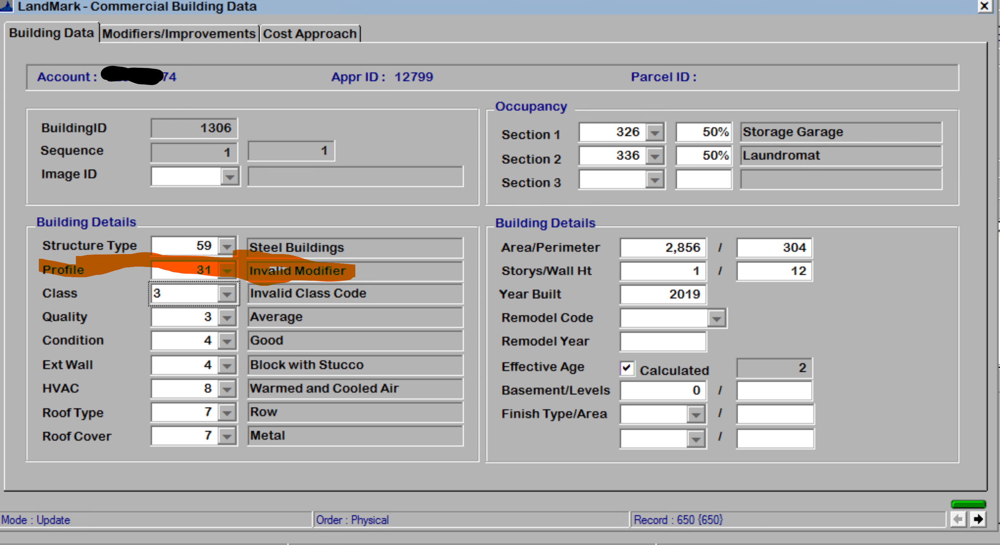 LandMark - Commercial Building Data
Building Data Modifiers/Improvements Cost Approach
Account : 74 Appr ID : 12799 Parcel ID :
BuildingID 1306
Sequence 1 1
Image ID
Occupancy
Section 1 326 50% Storage Garage
Section 2 336 50% Laundromat
Section 3
Building Details
Structure Type 59 Steel Buildings
Profile 31 Invalid Modifier
Class 3 Invalid Class Code
Quality 3 Average
Condition 4 Good
Ext Wall 4 Block with Stucco
HVAC 8 Warmed and Cooled Air
Roof Type 7 Row
Roof Cover 7 Metal
Building Details
Area/Perimeter 2,856 / 304
Storys/Wall Ht 1 / 12
Year Built 2019
Remodel Code
Remodel Year
Effective Age Calculated 2
Basement/Levels 0 /
Finish Type/Area /
/
Mode : Update Order : Physical Record : 650 {650}